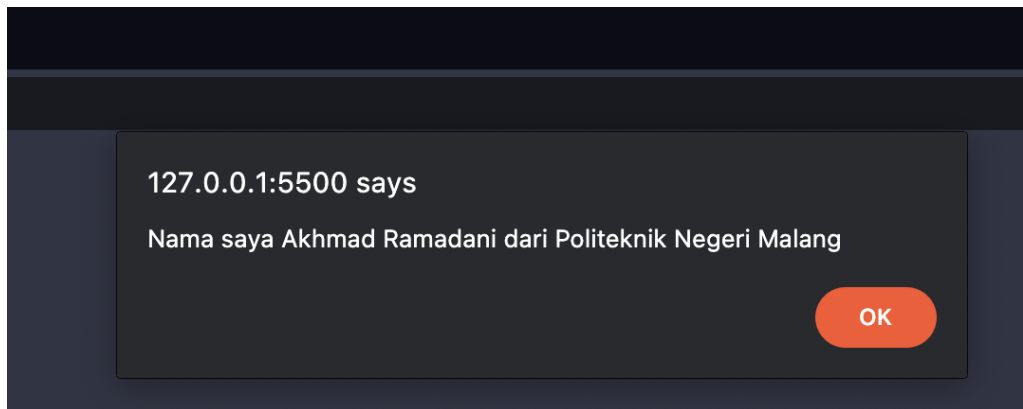 127.0.0.1:5500 says
Nama saya Akhmad Ramadani dari Politeknik Negeri Malang
OK